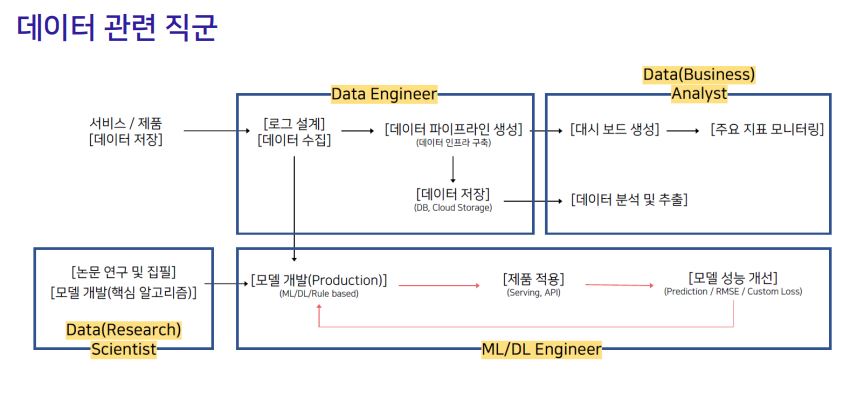 데이터 관련 직군
Data Engineer
Data(Business)
Analyst
서비스 / 제품
[데이터 저장]
[로그 설계]
[데이터 수집]
[데이터 파이프라인 생성]
(데이터 인프라 구축)
[대시 보드 생성]
[주요 지표 모니터링]
[데이터 저장]
(DB, Cloud Storage)
[데이터 분석 및 추출]
[논문 연구 및 집필]
[모델 개발(핵심 알고리즘)]
Data(Research)
Scientist
[모델 개발(Production)]
(ML/DL/Rule based)
[제품 적용]
(Serving, API)
[모델 성능 개선]
(Prediction / RMSE / Custom Loss)
ML/DL Engineer